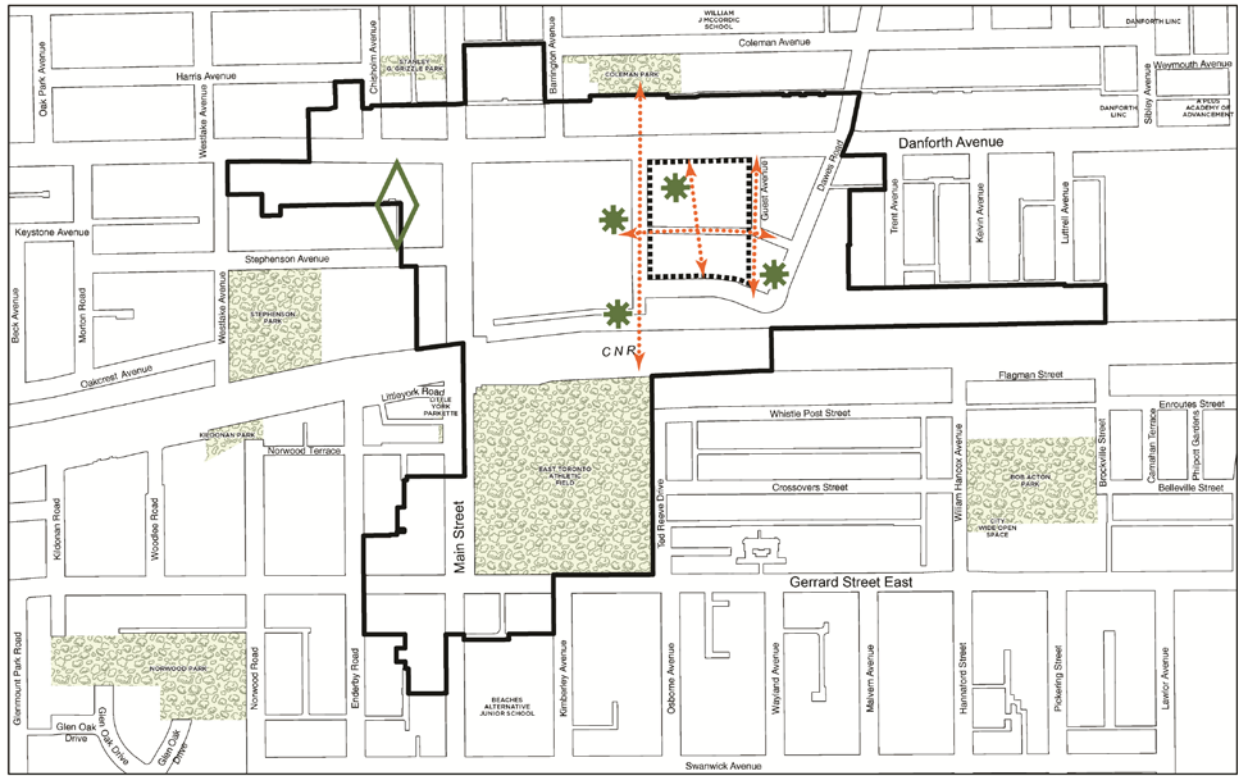 WILLIAM
J MCCORDIC
SCHOOL
Coleman Avenue
DANFORTH LINC
Weymouth Avenue
Oak Park Avenue
Harris Avenue
Chisholm Avenue
STANLEY
G. GRIZZLE PARK
Barrington Avenue
COLEMAN PARK
Westlake Avenue
DANFORTH
LINC
Sibley Avenue
A PLUS
ACADEMY OF
ADVANCEMENT
Danforth Avenue
Dawes Road
Guest Avenue
Trent Avenue
Kelvin Avenue
Luttrell Avenue
Keystone Avenue
Stephenson Avenue
Beck Avenue
Morton Road
Westlake Avenue
STEPHENSON
PARK
Oakcrest Avenue
CNR
Littleyork Road
LITTLE
YORK
PARKETTE
Flagman Street
Whistle Post Street
Enroutes Street
KILDONAN PARK
Norwood Terrace
EAST TORONTO
ATHLETIC
FIELD
Crossovers Street
William Hancox Avenue
BOB ACTON
PARK
CITY
WIDE OPEN
SPACE
Brockville Street
Carnahan Terrace
Philpott Gardens
Belleville Street
Kildonan Road
Woodlee Road
Main Street
Ted Reeve Drive
Gerrard Street East
Glenmount Park Road
NORWOOD PARK
Norwood Road
Enderby Road
BEACHES
ALTERNATIVE
JUNIOR SCHOOL
Kimberley Avenue
Osborne Avenue
Wayland Avenue
Malvern Avenue
Hannaford Street
Pickering Street
Lawlor Avenue
Glen Oak
Drive
Glen Oak Drive
Glen Oak
Drive
Swanwick Avenue